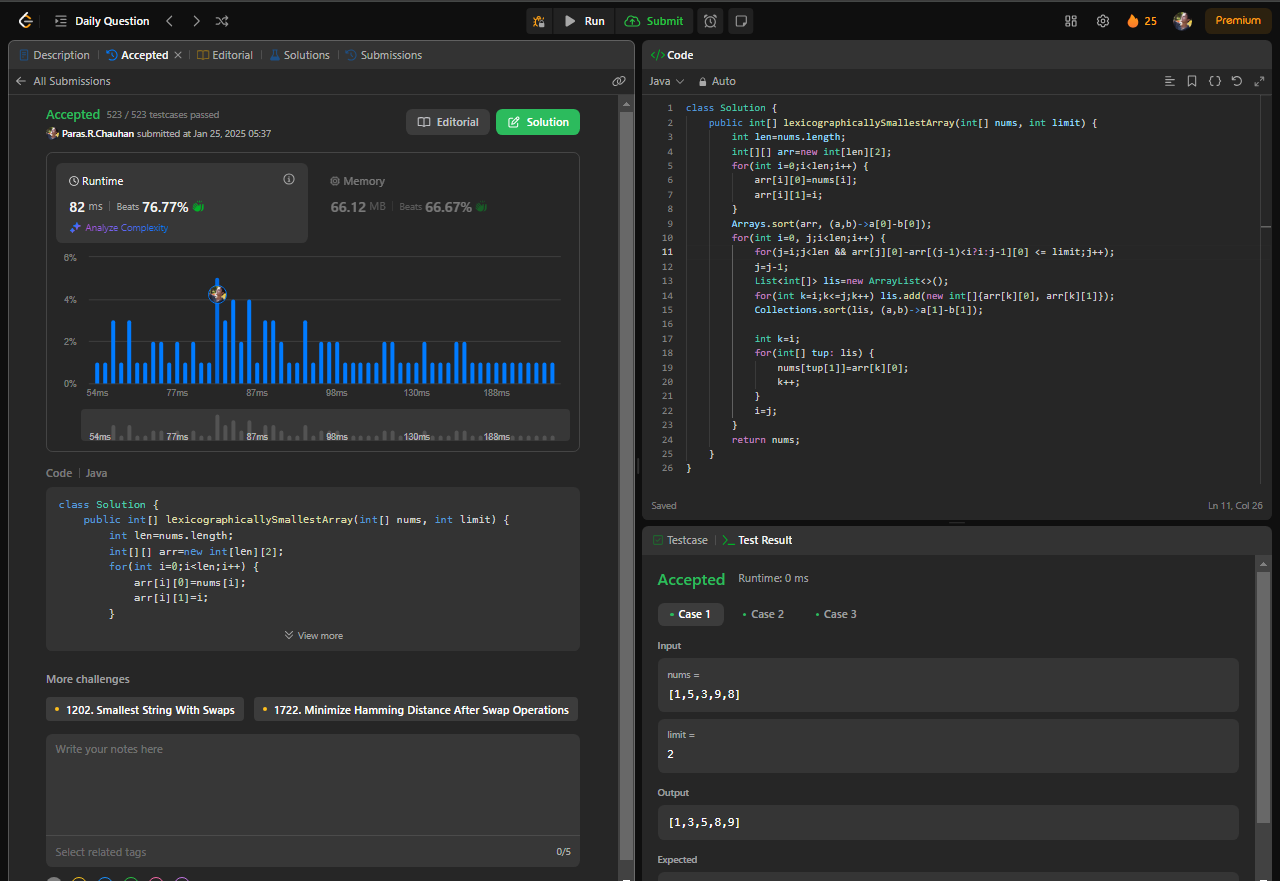 Daily Question
Run
Submit
25
Premium
Description
Accepted
Editorial
Solutions
Submissions
All Submissions
Accepted 523 / 523 testcases passed
Paras.R.Chauhan submitted at Jan 25, 2025 05:37
Editorial
Solution
Runtime
82 ms Beats 76.77%
Analyze Complexity
Memory
66.12 MB Beats 66.67%
6%
4%
2%
0%
54ms 77ms 87ms 98ms 130ms 188ms
54ms 77ms 87ms 98ms 130ms 188ms
Code Java
class Solution {
    public int[] lexicographicallySmallestArray(int[] nums, int limit) {
        int len=nums.length;
        int[][] arr=new int[len][2];
        for(int i=0;i<len;i++) {
            arr[i][0]=nums[i];
            arr[i][1]=i;
        }
View more
More challenges
1202. Smallest String With Swaps
1722. Minimize Hamming Distance After Swap Operations
Write your notes here
Select related tags
0/5
</> Code
Java
Auto
1 class Solution {
2     public int[] lexicographicallySmallestArray(int[] nums, int limit) {
3         int len=nums.length;
4         int[][] arr=new int[len][2];
5         for(int i=0;i<len;i++) {
6             arr[i][0]=nums[i];
7             arr[i][1]=i;
8         }
9         Arrays.sort(arr, (a,b)->a[0]-b[0]);
10         for(int i=0, j;i<len;i++) {
11             for(j=i;j<len && arr[j][0]-arr[(j-1)<i?i:j-1][0] <= limit;j++);
12             j=j-1;
13             List<int[]> lis=new ArrayList<>();
14             for(int k=i;k<=j;k++) lis.add(new int[]{arr[k][0], arr[k][1]});
15             Collections.sort(lis, (a,b)->a[1]-b[1]);
16
17             int k=i;
18             for(int[] tup: lis) {
19                 nums[tup[1]]=arr[k][0];
20                 k++;
21             }
22             i=j;
23         }
24         return nums;
25     }
26 }
Saved
Ln 11, Col 26
Testcase
Test Result
Accepted Runtime: 0 ms
Case 1
Case 2
Case 3
Input
nums =
[1,5,3,9,8]
limit =
2
Output
[1,3,5,8,9]
Expected